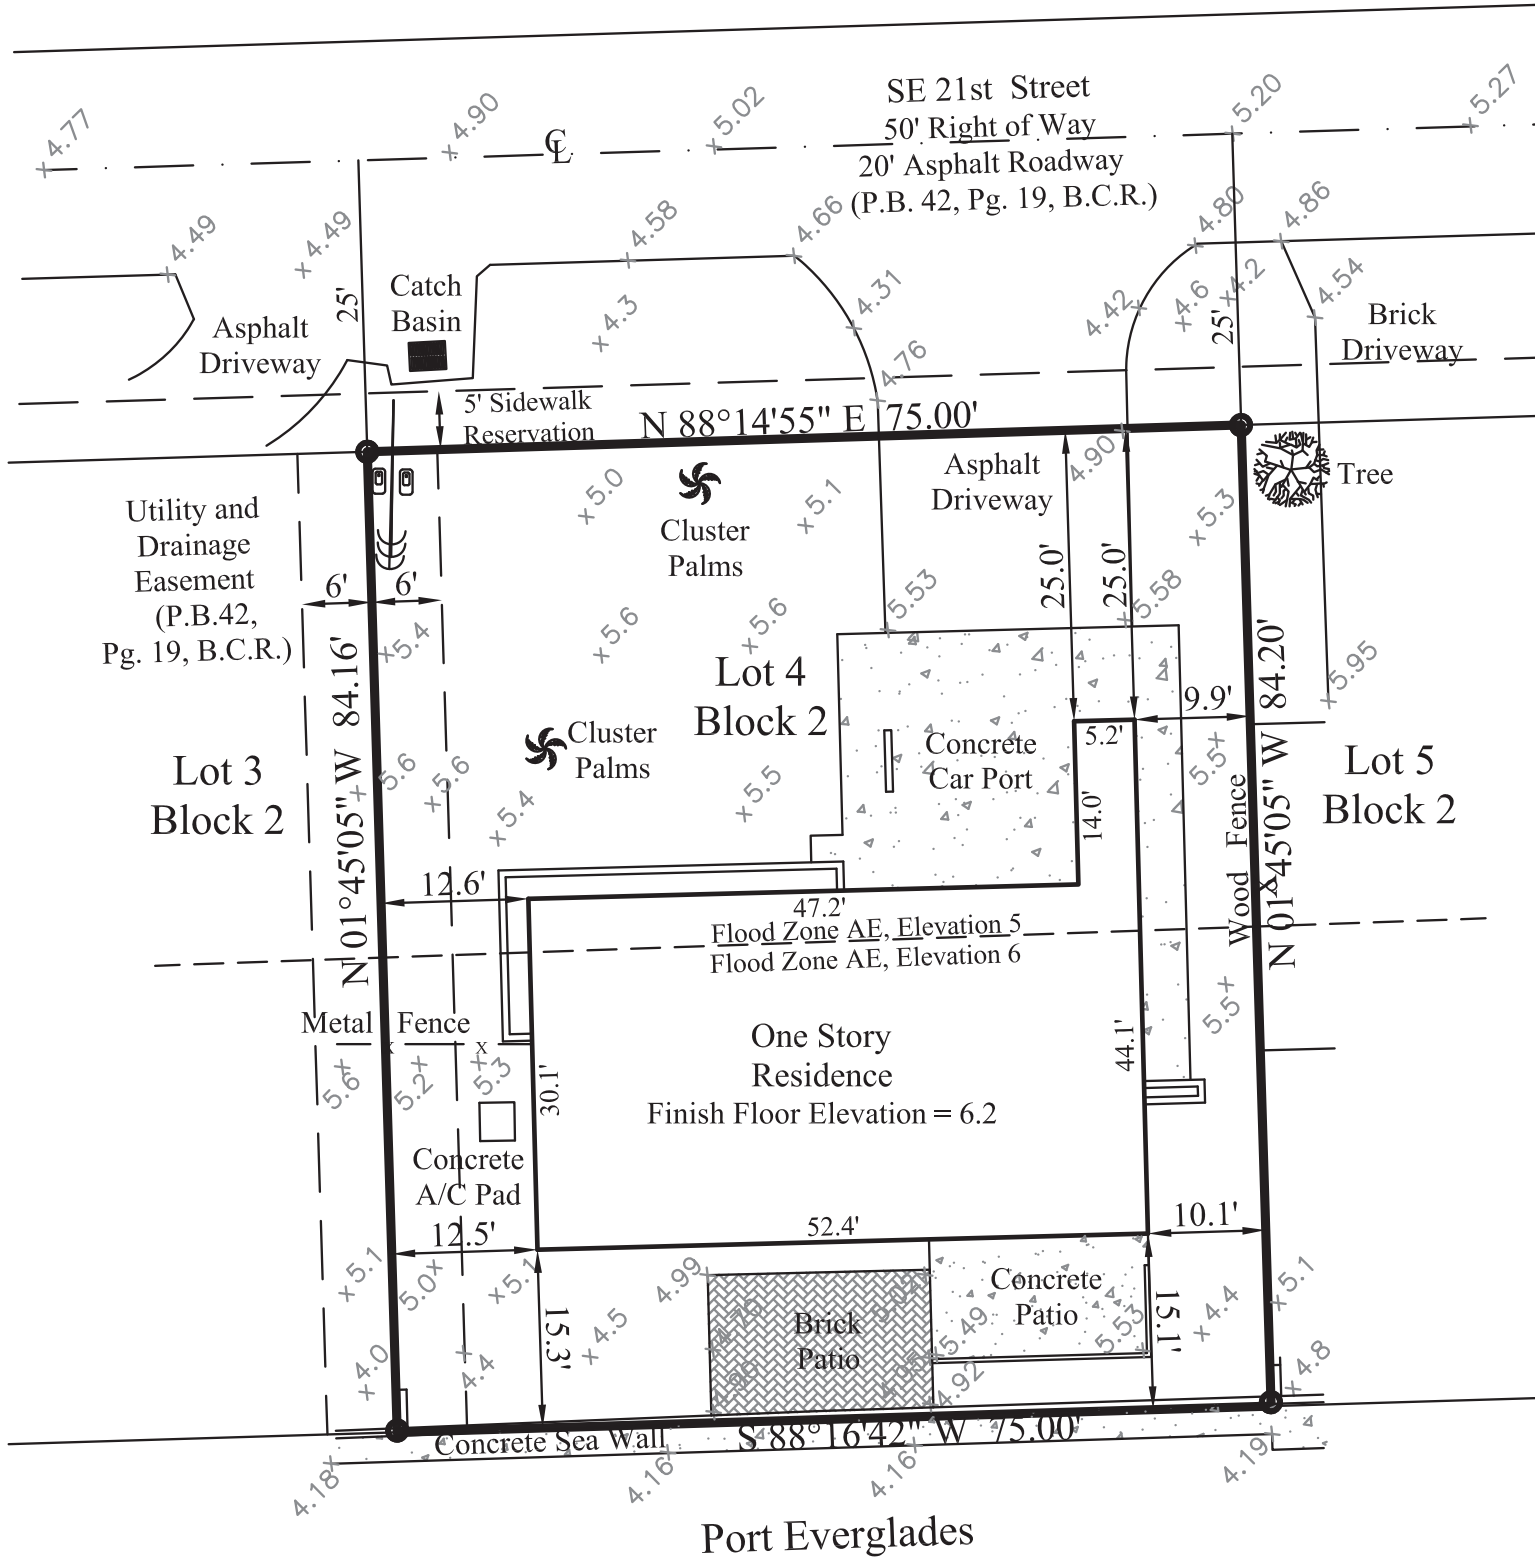 SE 21st Street
50' Right of Way
20' Asphalt Roadway
(P.B. 42, Pg. 19, B.C.R.)
℄
4.77
4.90
5.02
5.20
5.27
4.49
4.49
4.58
4.66
4.80
4.86
25'
Catch
Basin
Asphalt
Driveway
4.3
4.31
4.42
4.6
4.2
4.54
25'
Brick
Driveway
4.76
5' Sidewalk
Reservation
N 88°14'55" E 75.00'
Utility and
Drainage
Easement
(P.B.42,
Pg. 19, B.C.R.)
6'
6'
5.0
Cluster
Palms
5.1
Asphalt
Driveway
4.90
5.3
Tree
25.0'
25.0'
5.4
5.6
5.6
5.53
5.58
5.95
N 01°45'05" W 84.16'
Lot 4
Block 2
9.9'
N 01°45'05" W 84.20'
Lot 3
Block 2
Cluster
Palms
5.6
5.6
5.4
5.5
Concrete
Car Port
5.2'
14.0'
5.5
Wood Fence
x
Lot 5
Block 2
12.6'
47.2'
Flood Zone AE, Elevation 5
Flood Zone AE, Elevation 6
Metal Fence
x
x
5.6
5.2
5.3
5.5
One Story
Residence
Finish Floor Elevation = 6.2
30.1'
44.1'
Concrete
A/C Pad
12.5'
52.4'
10.1'
5.1
5.0
5.1
4.99
Concrete
Patio
5.1
4.0
4.4
15.3'
4.5
Brick
Patio
5.49
5.53
15.1'
4.4
4.8
4.92
Concrete Sea Wall
S 88°16'42" W 75.00'
4.18
4.16
4.16
4.19
Port Everglades